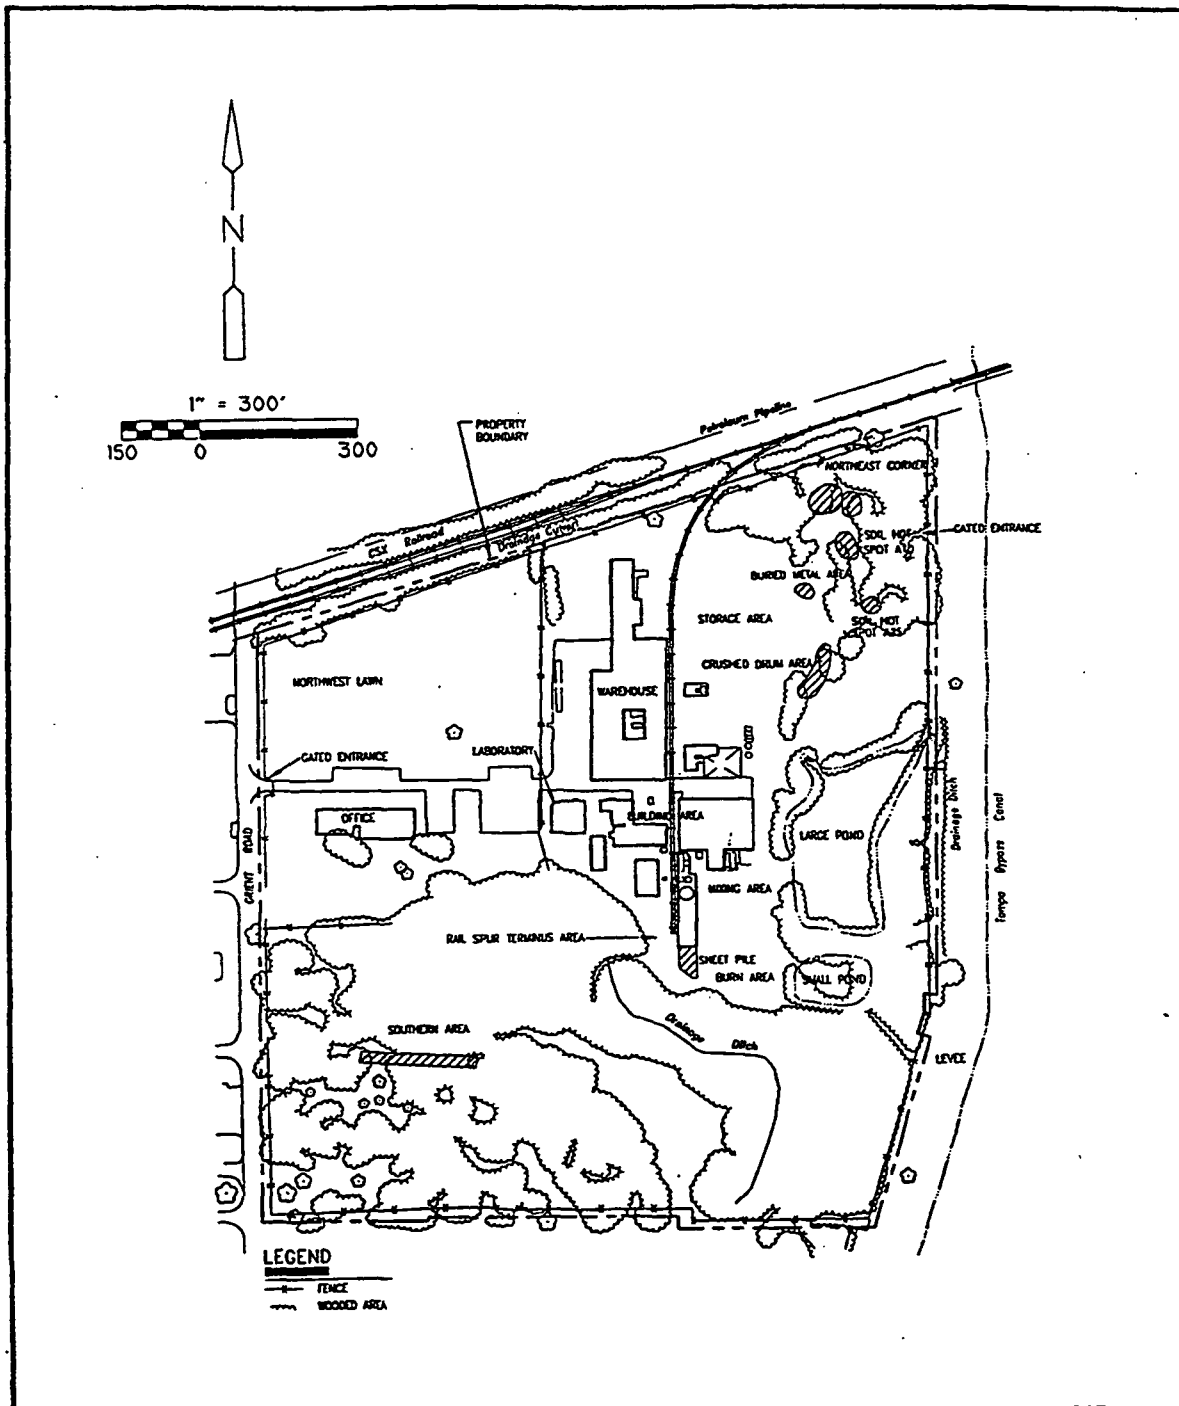 N
1" = 300'
150 0 300
PROPERTY
BOUNDARY
Petroleum Pipeline
CSX Railroad
Drainage
NORTHEAST CORNER
SOIL HOT
SPOT
GATED ENTRANCE
BURIED METAL AREA
STORAGE AREA
SOIL HOT
SPOT A25
CRUSHED DRUM AREA
NORTHWEST LAWN
WAREHOUSE
LABORATORY
GATED ENTRANCE
OFFICE
BUILDING AREA
LARGE POND
Drainage Ditch
Tampa Bypass Canal
ORIENT ROAD
MIXING AREA
RAIL SPUR TERMINUS AREA
SHEET PILE
BURN AREA
SMALL POND
SOUTHERN AREA
Drainage Ditch
LEVEE
LEGEND
FENCE
WOODED AREA